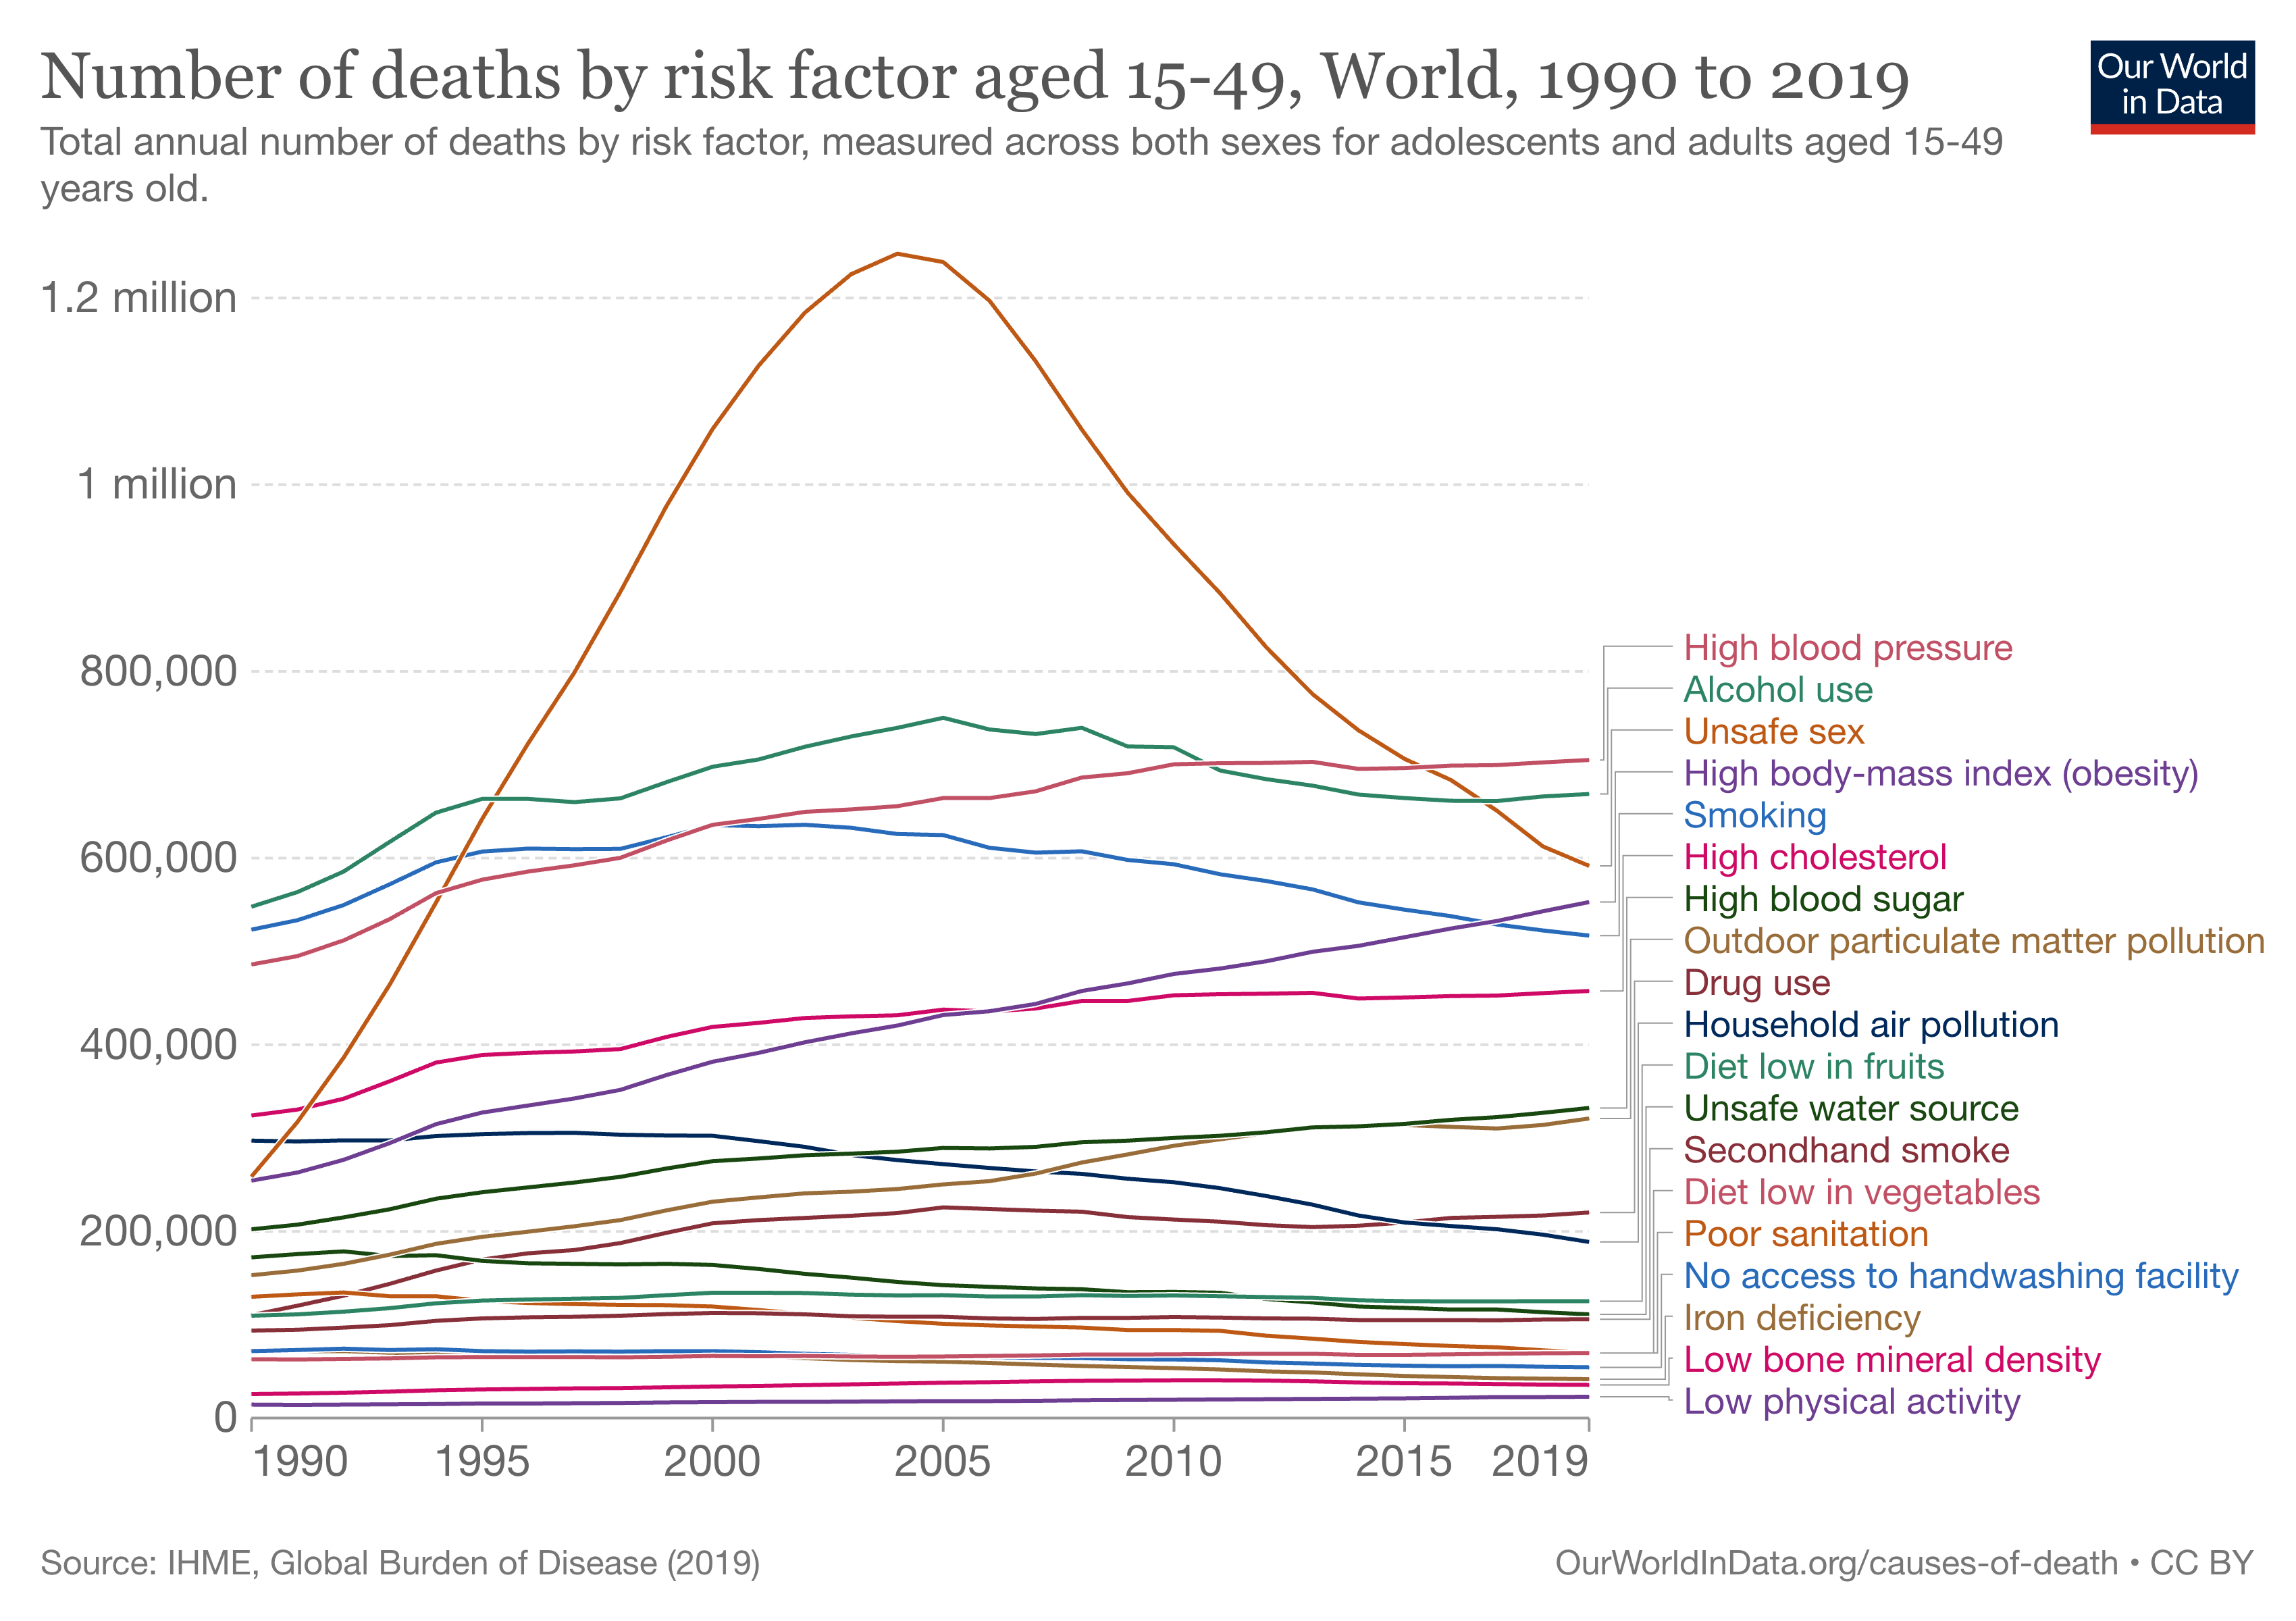 Number of deaths by risk factor aged 15-49, World, 1990 to 2019
Our World
in Data
Total annual number of deaths by risk factor, measured across both sexes for adolescents and adults aged 15-49
years old.
1.2 million
1 million
800,000
600,000
400,000
200,000
0
High blood pressure
Alcohol use
Unsafe sex
High body-mass index (obesity)
Smoking
High cholesterol
High blood sugar
Outdoor particulate matter pollution
Drug use
Household air pollution
Diet low in fruits
Unsafe water source
Secondhand smoke
Diet low in vegetables
Poor sanitation
No access to handwashing facility
Iron deficiency
Low bone mineral density
Low physical activity
1990 1995 2000 2005 2010 2015 2019
Source: IHME, Global Burden of Disease (2019)
OurWorldInData.org/causes-of-death • CC BY